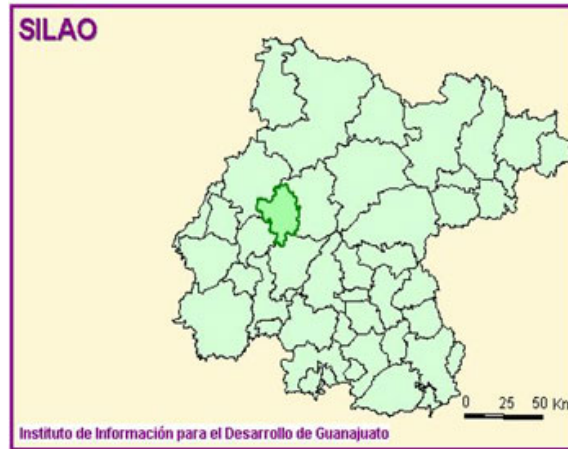 SILAO
0 25 50 Km
Instituto de Información para el Desarrollo de Guanajuato